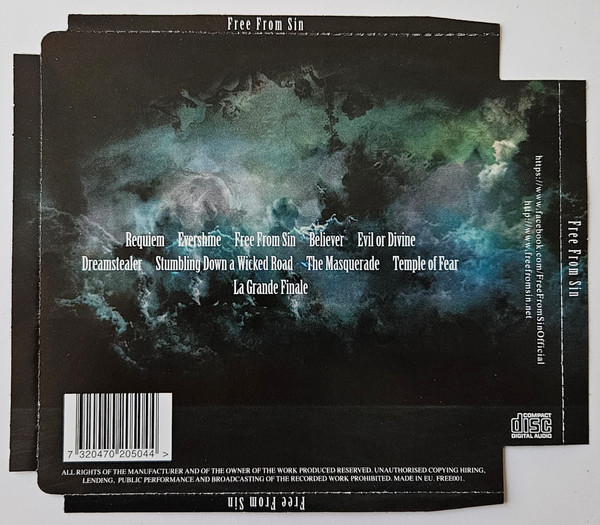 Free From Sin
Requiem Evershine Free From Sin Believer Evil or Divine
Dreamstealer Stumbling Down a Wicked Road The Masquerade Temple of Fear
La Grande Finale
https://www.facebook.com/FreeFromSinOfficial
http://www.freefromsin.net
Free From Sin
7 320470 205044 >
COMPACT
disc
DIGITAL AUDIO
ALL RIGHTS OF THE MANUFACTURER AND OF THE OWNER OF THE WORK PRODUCED RESERVED. UNAUTHORISED COPYING HIRING,
LENDING, PUBLIC PERFORMANCE AND BROADCASTING OF THE RECORDED WORK PROHIBITED. MADE IN EU. FREE001.
Free From Sin